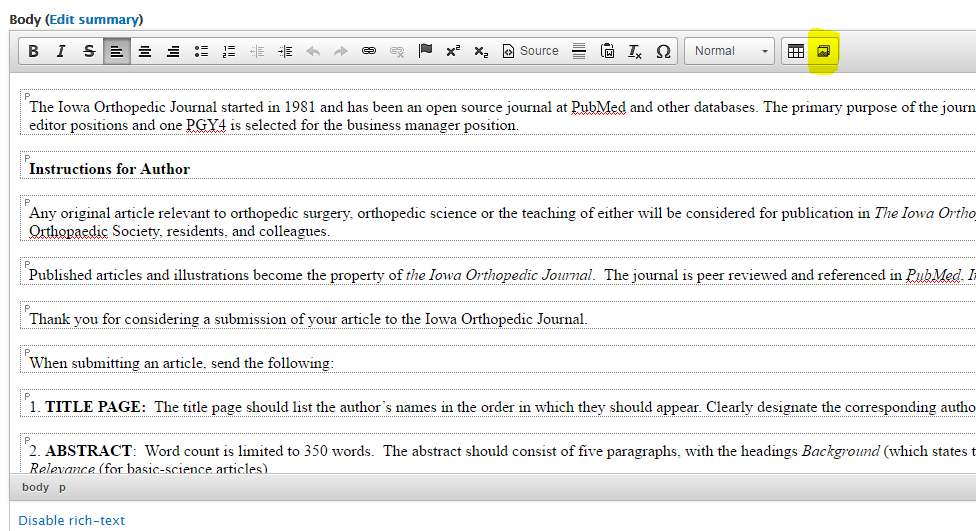 Body (Edit summary)
B I S Source x² x₂ Tx Ω Normal
P
The Iowa Orthopedic Journal started in 1981 and has been an open source journal at PubMed and other databases. The primary purpose of the journ
editor positions and one PGY4 is selected for the business manager position.
P
Instructions for Author
P
Any original article relevant to orthopedic surgery, orthopedic science or the teaching of either will be considered for publication in The Iowa Ortho
Orthopaedic Society, residents, and colleagues.
P
Published articles and illustrations become the property of the Iowa Orthopedic Journal. The journal is peer reviewed and referenced in PubMed, I
P
Thank you for considering a submission of your article to the Iowa Orthopedic Journal.
P
When submitting an article, send the following:
P
1. TITLE PAGE: The title page should list the author’s names in the order in which they should appear. Clearly designate the corresponding autho
P
2. ABSTRACT: Word count is limited to 350 words. The abstract should consist of five paragraphs, with the headings Background (which states t
Relevance (for basic-science articles)
body p
Disable rich-text